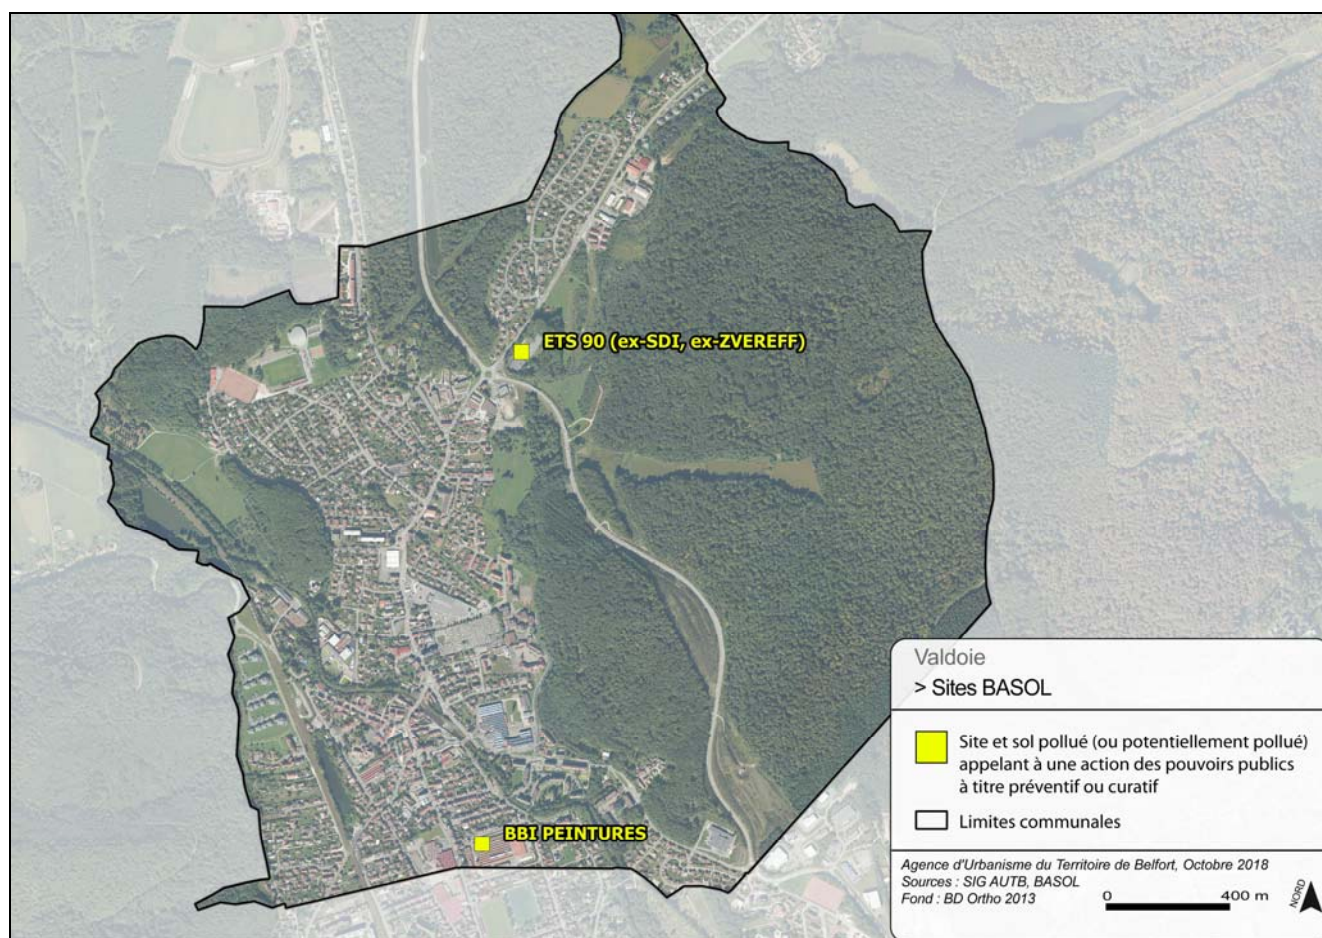 ETS 90 (ex-SDI, ex-ZVEREFF)
BBI PEINTURES
Valdoie
> Sites BASOL
Site et sol pollué (ou potentiellement pollué)
appelant à une action des pouvoirs publics
à titre préventif ou curatif
Limites communales
Agence d'Urbanisme du Territoire de Belfort, Octobre 2018
Sources : SIG AUTB, BASOL
Fond : BD Ortho 2013
0 400 m
NORD